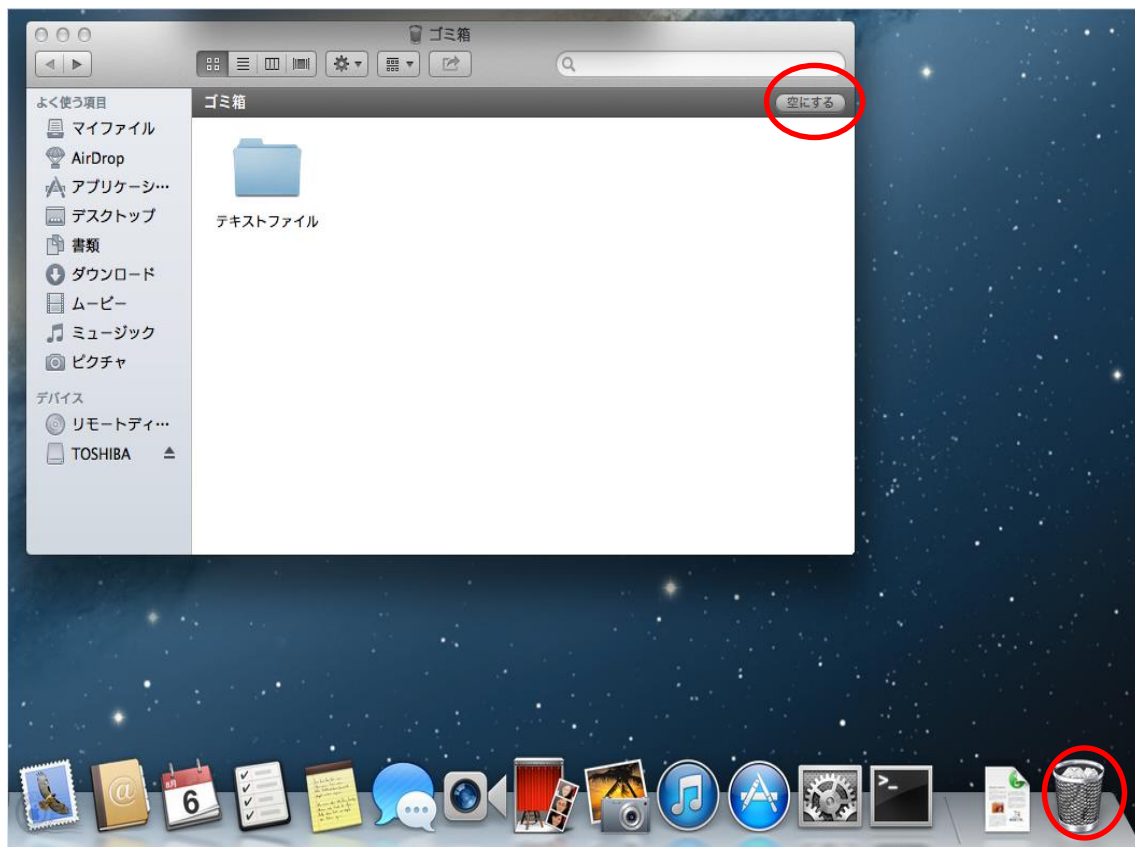 ゴミ箱
よく使う項目
マイファイル
AirDrop
アプリケーシ…
デスクトップ
書類
ダウンロード
ムービー
ミュージック
ピクチャ
デバイス
リモートディ…
TOSHIBA
ゴミ箱
空にする
テキストファイル
@
6
>_